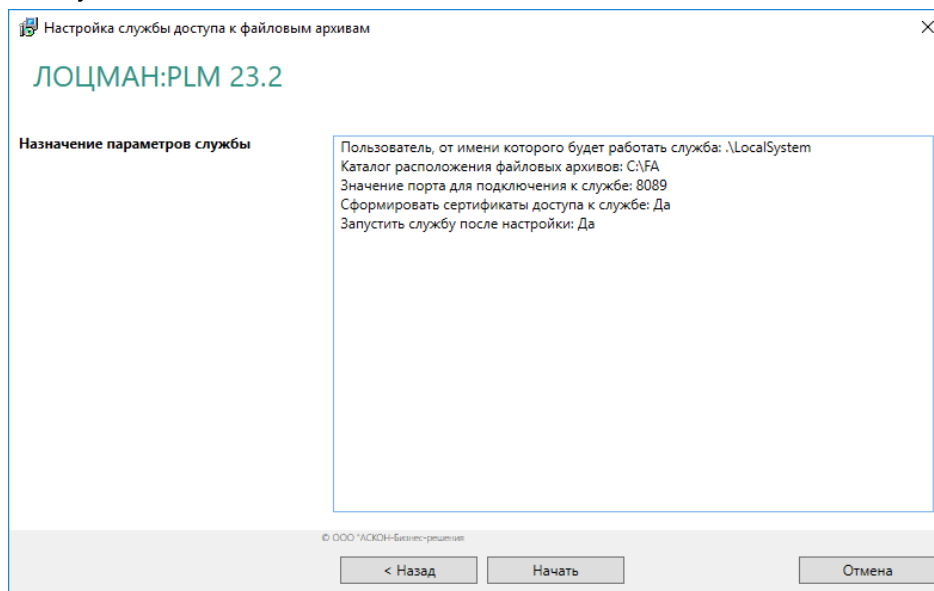 Настройка службы доступа к файловым архивам
ЛОЦМАН:PLM 23.2
Назначение параметров службы
Пользователь, от имени которого будет работать служба: .\LocalSystem
Каталог расположения файловых архивов: C:\FA
Значение порта для подключения к службе: 8089
Сформировать сертификаты доступа к службе: Да
Запустить службу после настройки: Да
© ООО "АСКОН-Бизнес-решения
< Назад
Начать
Отмена